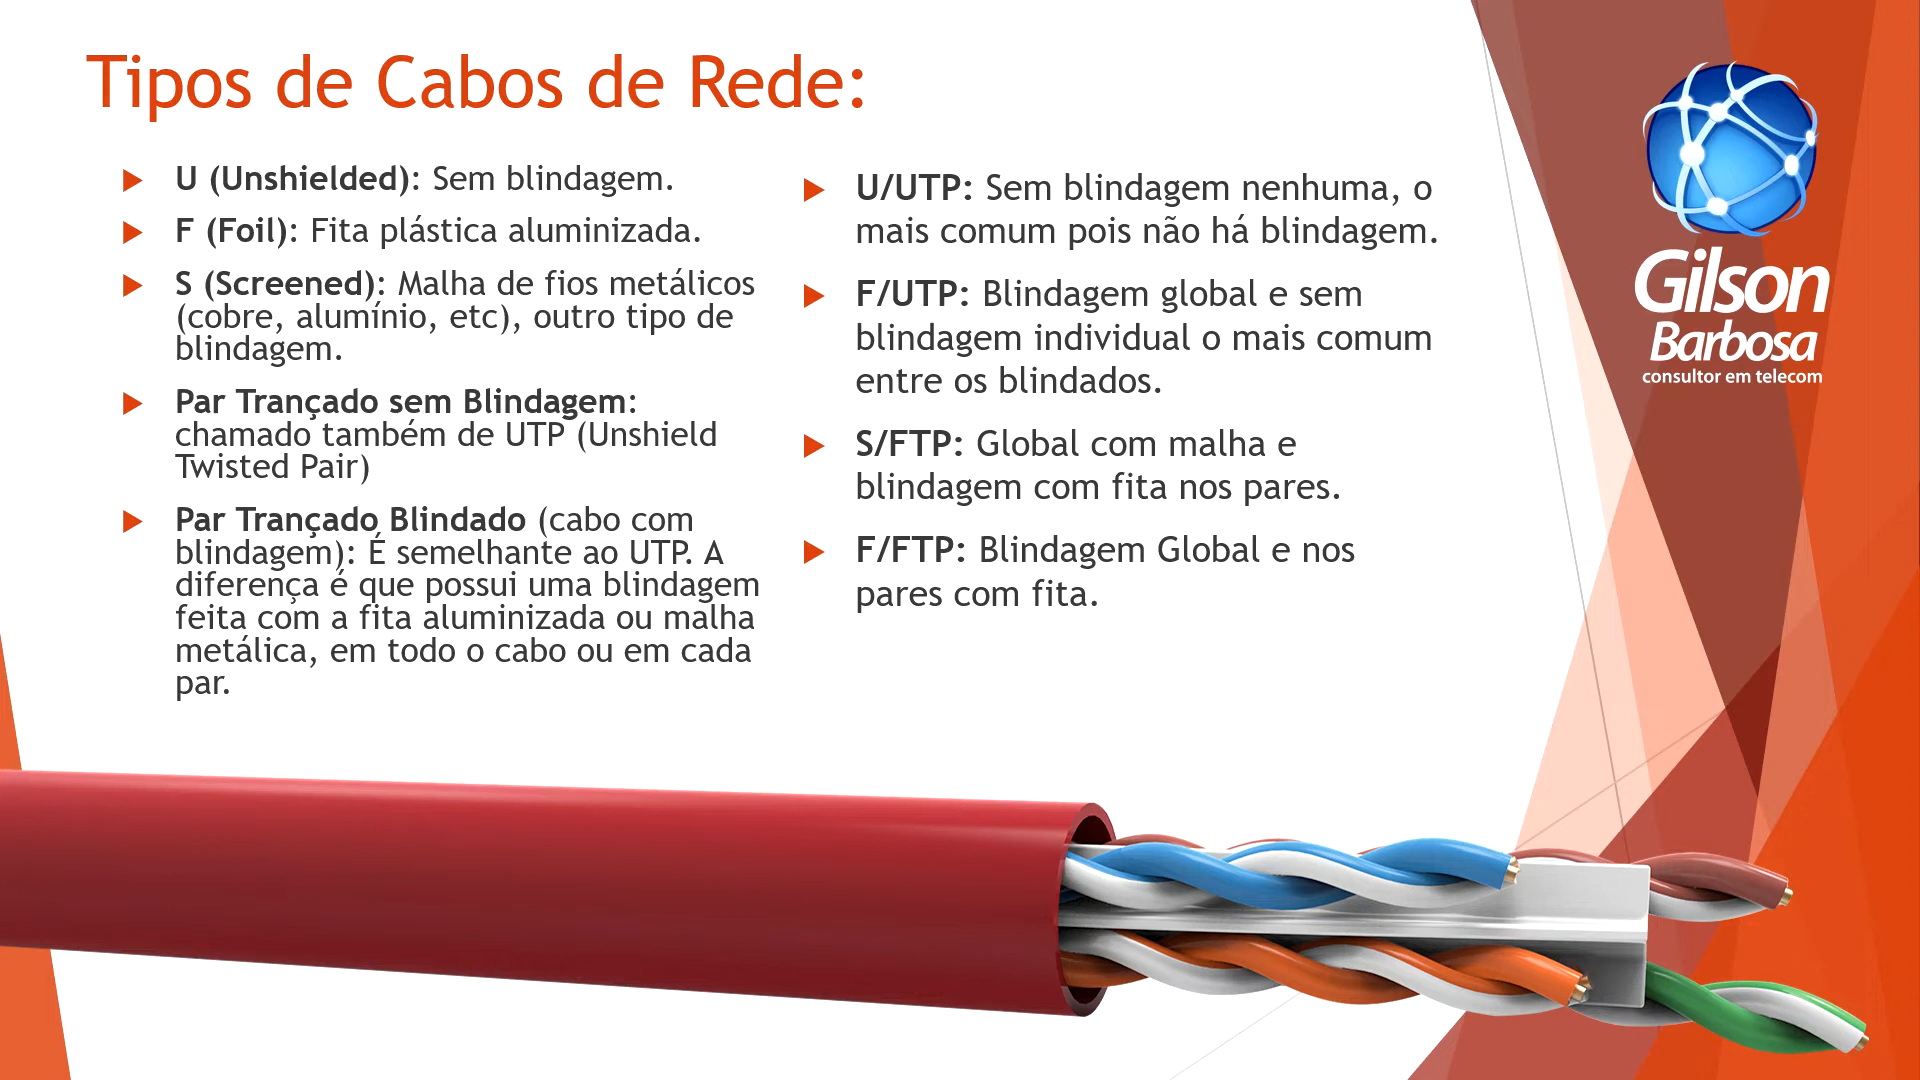 Tipos de Cabos de Rede:
U (Unshielded): Sem blindagem.
F (Foil): Fita plástica aluminizada.
S (Screened): Malha de fios metálicos
(cobre, alumínio, etc), outro tipo de
blindagem.
Par Trançado sem Blindagem:
chamado também de UTP (Unshield
Twisted Pair)
Par Trançado Blindado (cabo com
blindagem): É semelhante ao UTP. A
diferença é que possui uma blindagem
feita com a fita aluminizada ou malha
metálica, em todo o cabo ou em cada
par.
U/UTP: Sem blindagem nenhuma, o
mais comum pois não há blindagem.
F/UTP: Blindagem global e sem
blindagem individual o mais comum
entre os blindados.
S/FTP: Global com malha e
blindagem com fita nos pares.
F/FTP: Blindagem Global e nos
pares com fita.
Gilson
Barbosa
consultor em telecom